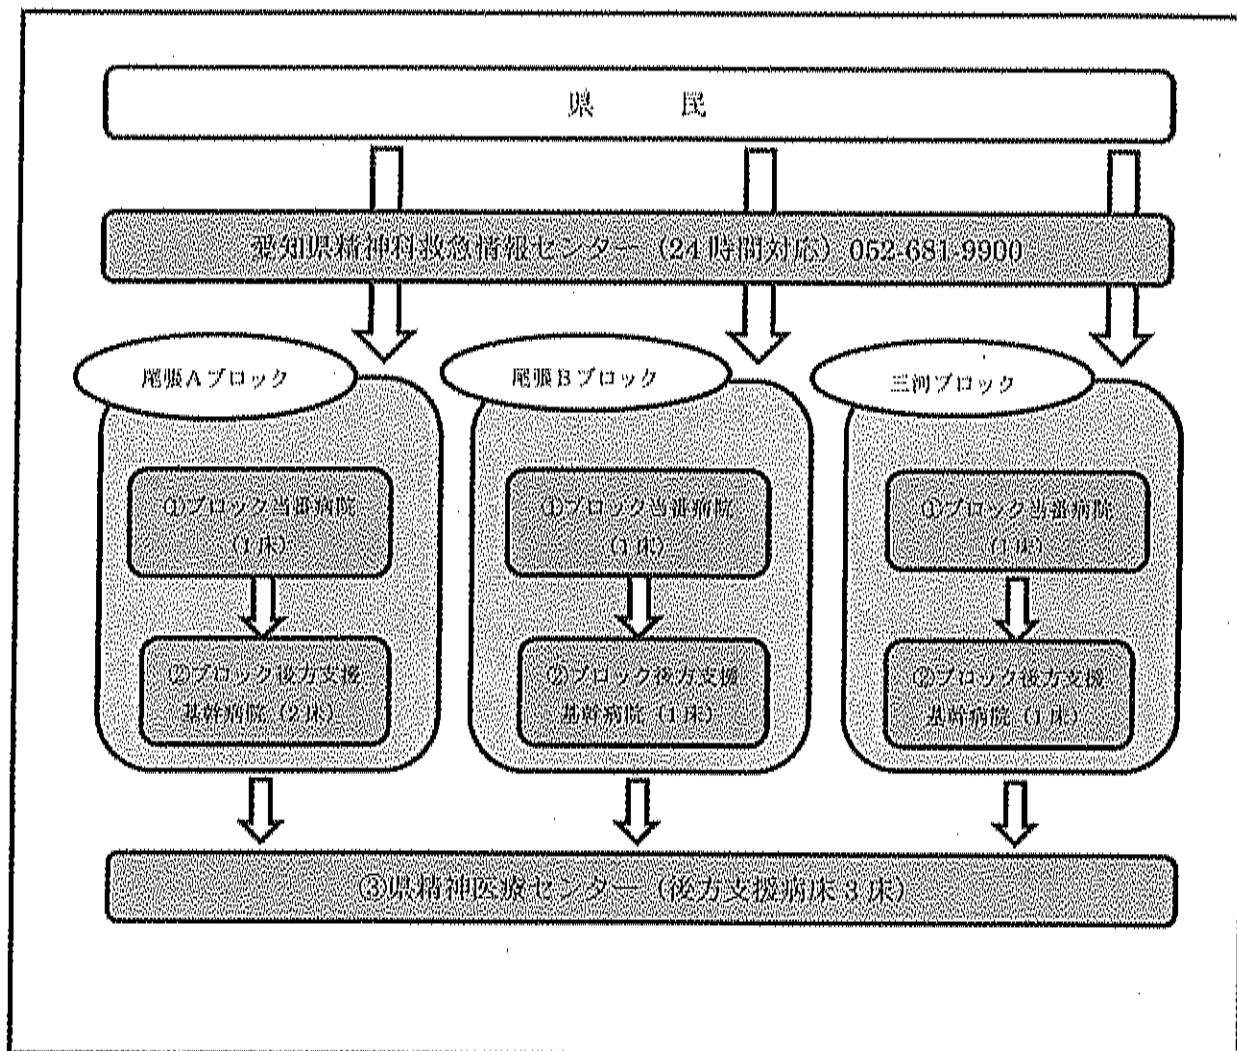 県　　民
愛知県精神科救急情報センター（24時間対応）052-681-9900
尾張Aブロック
尾張Bブロック
三河ブロック
①ブロック当番病院
（1床）
②ブロック後方支援
基幹病院（2床）
①ブロック当番病院
（1床）
②ブロック後方支援
基幹病院（1床）
①ブロック当番病院
（1床）
②ブロック後方支援
基幹病院（1床）
③県精神医療センター（後方支援病床3床）